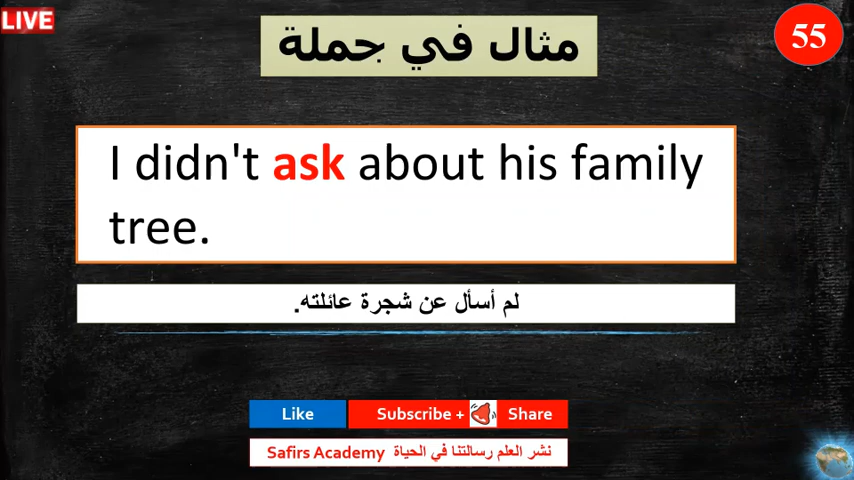 LIVE
مثال في جملة
55
I didn't ask about his family
tree.
لم أسأل عن شجرة عائلته.
Like
Subscribe + Share
Safirs Academy نشر العلم رسالتنا في الحياة